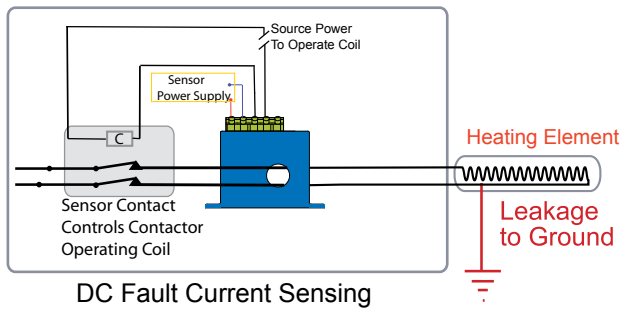 Source Power
To Operate Coil
Sensor
Power Supply
C
Heating Element
Sensor Contact
Controls Contactor
Operating Coil
Leakage
to Ground
DC Fault Current Sensing